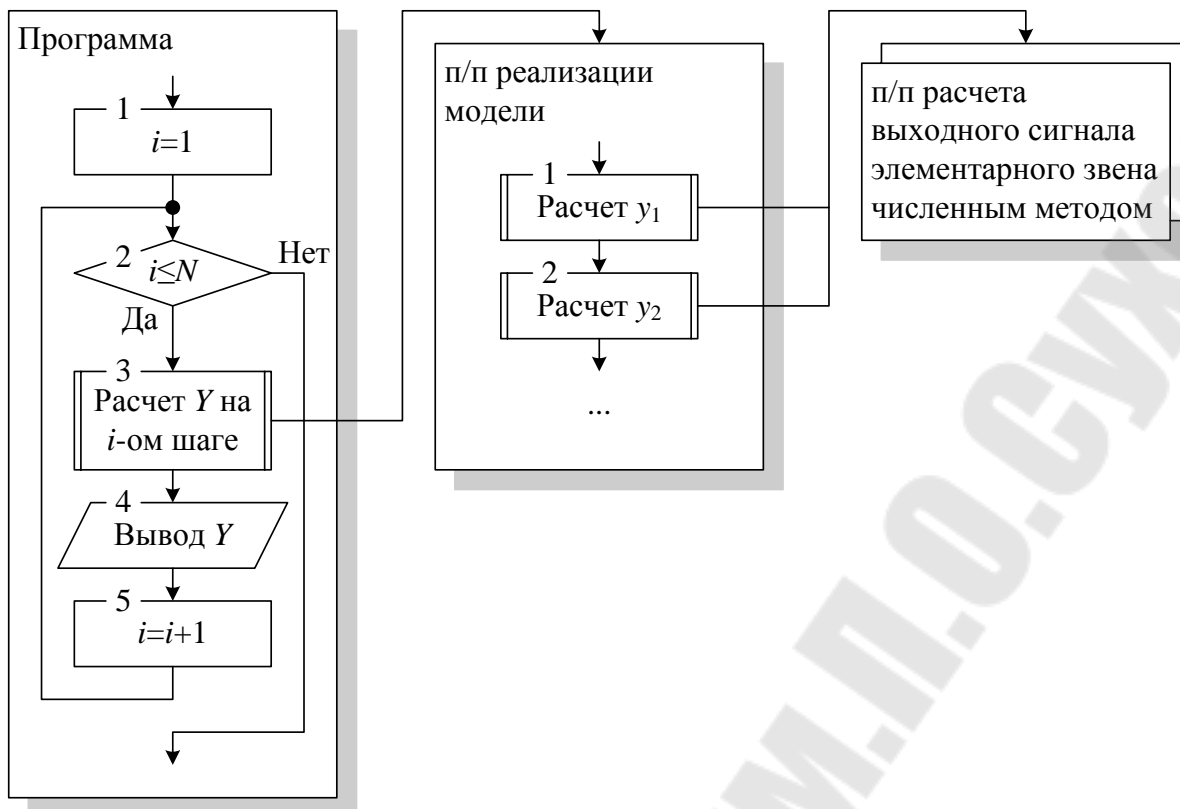 Программа
1
i=1
2
i≤N
Нет
Да
3
Расчет Y на
i-ом шаге
4
Вывод Y
5
i=i+1
п/п реализации
модели
1
Расчет y₁
2
Расчет y₂
...
п/п расчета
выходного сигнала
элементарного звена
численным методом
М.П.О.Сухо